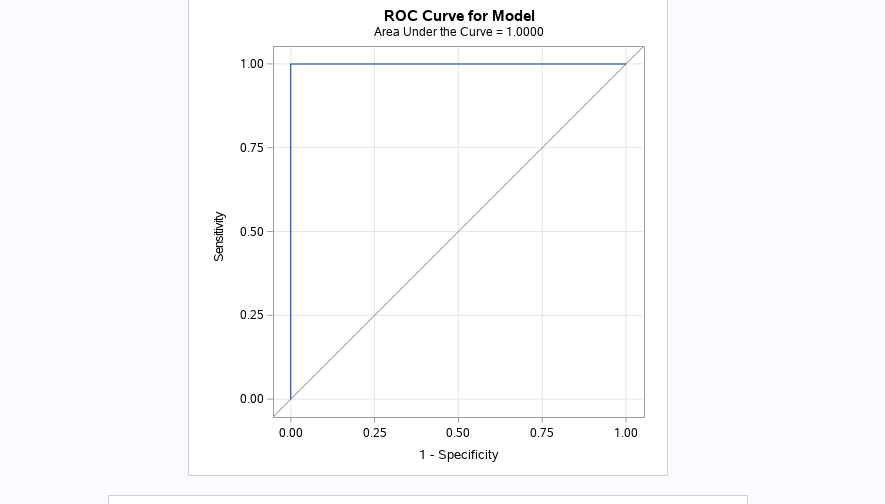 ROC Curve for Model
Area Under the Curve = 1.0000
1.00
0.75
0.50
0.25
0.00
Sensitivity
0.00 0.25 0.50 0.75 1.00
1 - Specificity